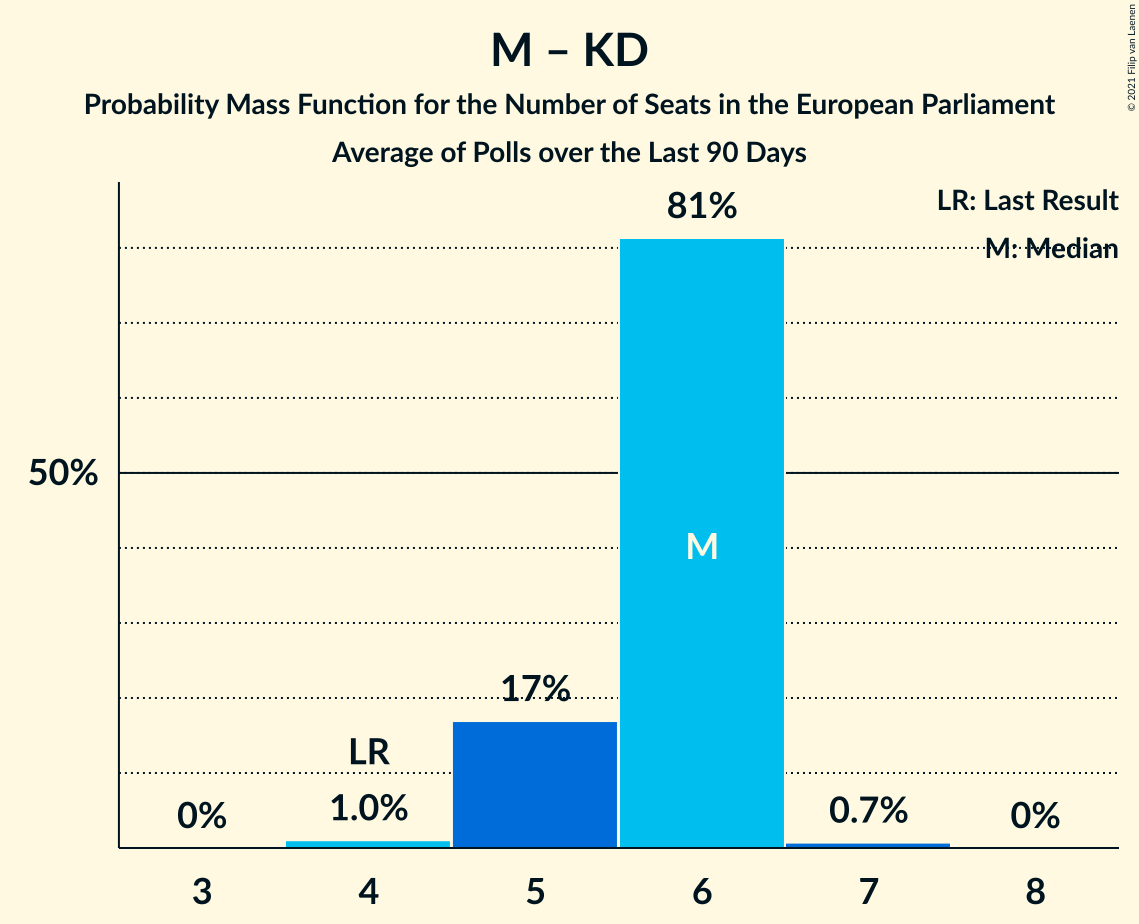 M – KD
Probability Mass Function for the Number of Seats in the European Parliament
Average of Polls over the Last 90 Days
© 2021 Filip van Laenen
LR: Last Result
M: Median
81%
50%
M
17%
LR
0%
1.0%
0.7%
0%
3 4 5 6 7 8